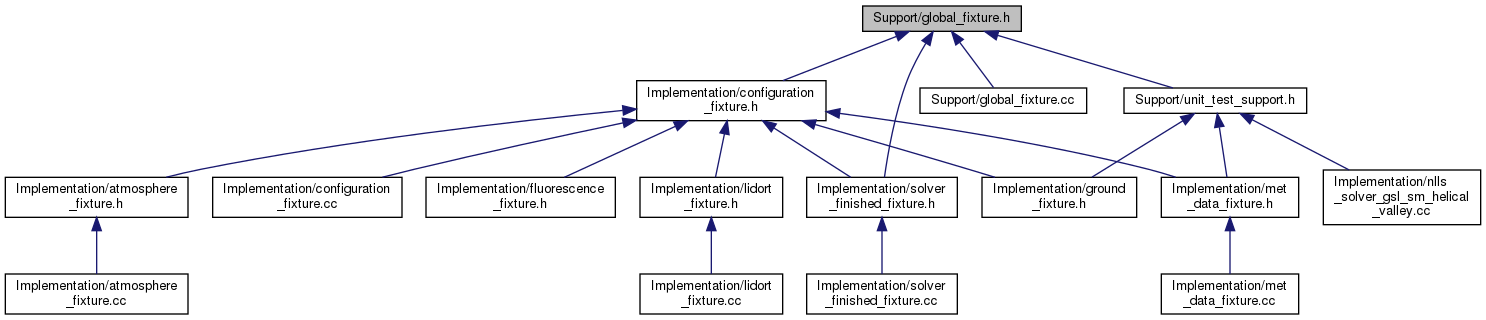 Support/global_fixture.h
Implementation/configuration
_fixture.h
Support/global_fixture.cc
Support/unit_test_support.h
Implementation/atmosphere
_fixture.h
Implementation/configuration
_fixture.cc
Implementation/fluorescence
_fixture.h
Implementation/lidort
_fixture.h
Implementation/solver
_finished_fixture.h
Implementation/ground
_fixture.h
Implementation/met
_data_fixture.h
Implementation/nlls
_solver_gsl_sm_helical
_valley.cc
Implementation/atmosphere
_fixture.cc
Implementation/lidort
_fixture.cc
Implementation/solver
_finished_fixture.cc
Implementation/met
_data_fixture.cc